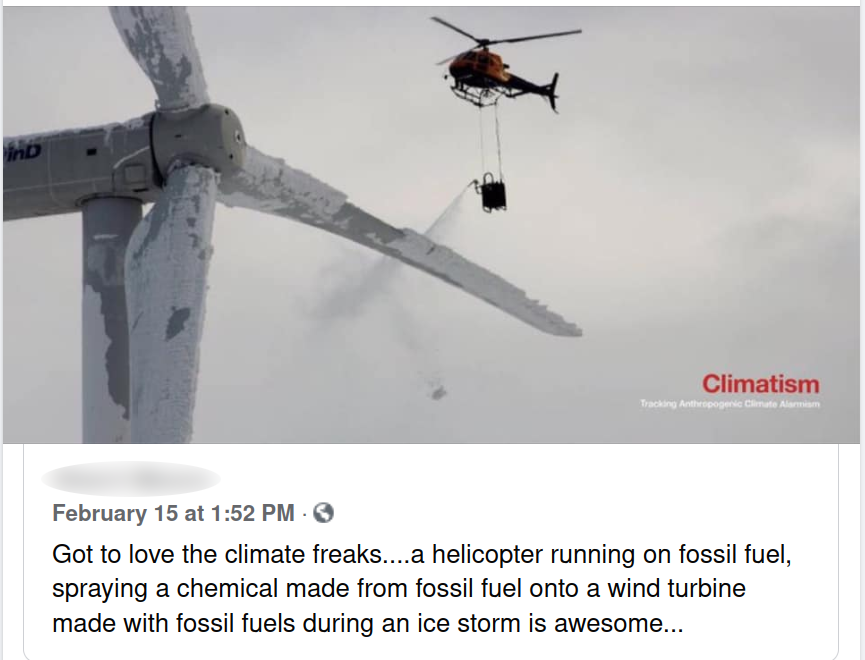 inD
Climatism
Tracking Anthropogenic Climate Alarmism
February 15 at 1:52 PM ·
Got to love the climate freaks....a helicopter running on fossil fuel,
spraying a chemical made from fossil fuel onto a wind turbine
made with fossil fuels during an ice storm is awesome...